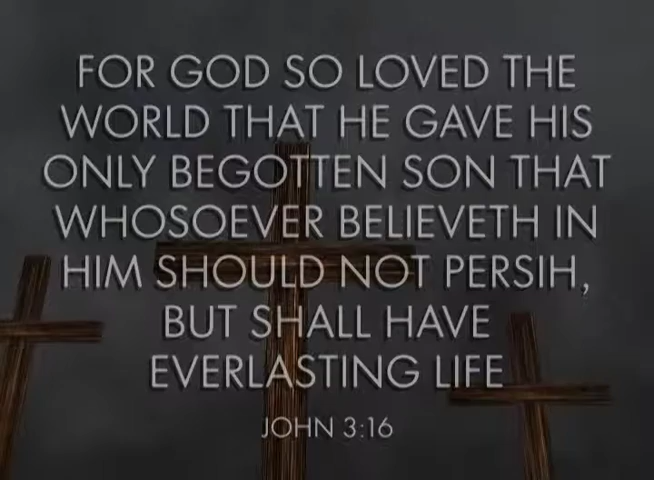 FOR GOD SO LOVED THE
WORLD THAT HE GAVE HIS
ONLY BEGOTTEN SON THAT
WHOSOEVER BELIEVETH IN
HIM SHOULD NOT PERSIH,
BUT SHALL HAVE
EVERLASTING LIFE
JOHN 3:16